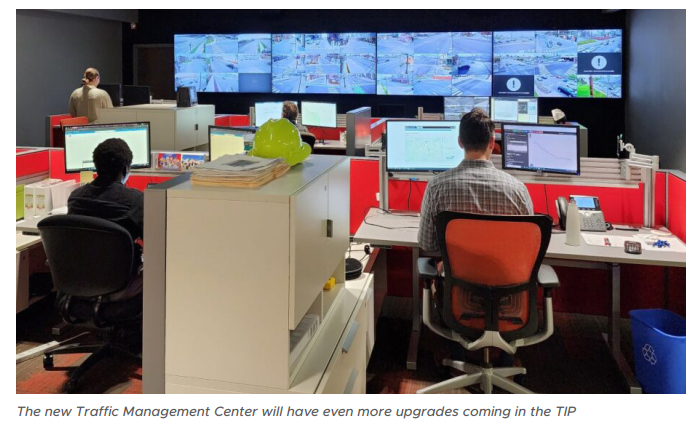 The new Traffic Management Center will have even more upgrades coming in the TIP